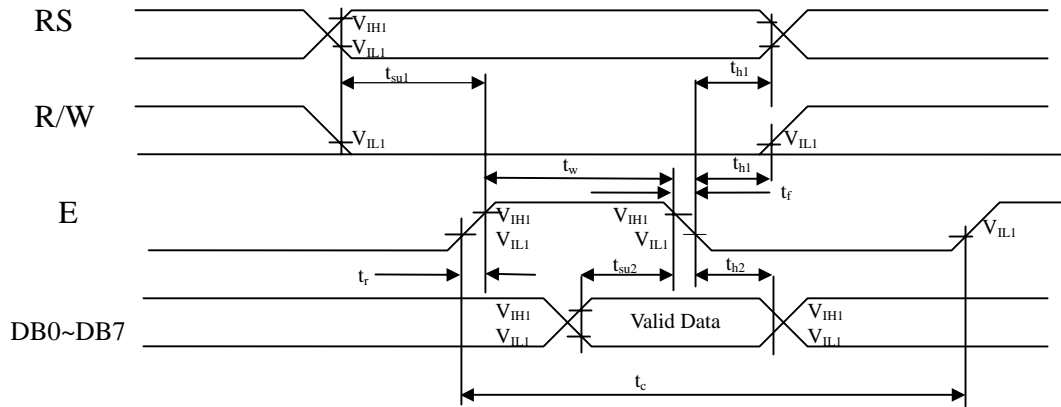 RS
V_IH1
V_IL1
t_su1
t_h1
R/W
V_IL1
V_IL1
t_w
t_h1
t_f
E
V_IH1
V_IH1
V_IL1
V_IL1
V_IL1
t_r
t_su2
t_h2
DB0~DB7
V_IH1
Valid Data
V_IH1
V_IL1
V_IL1
t_c